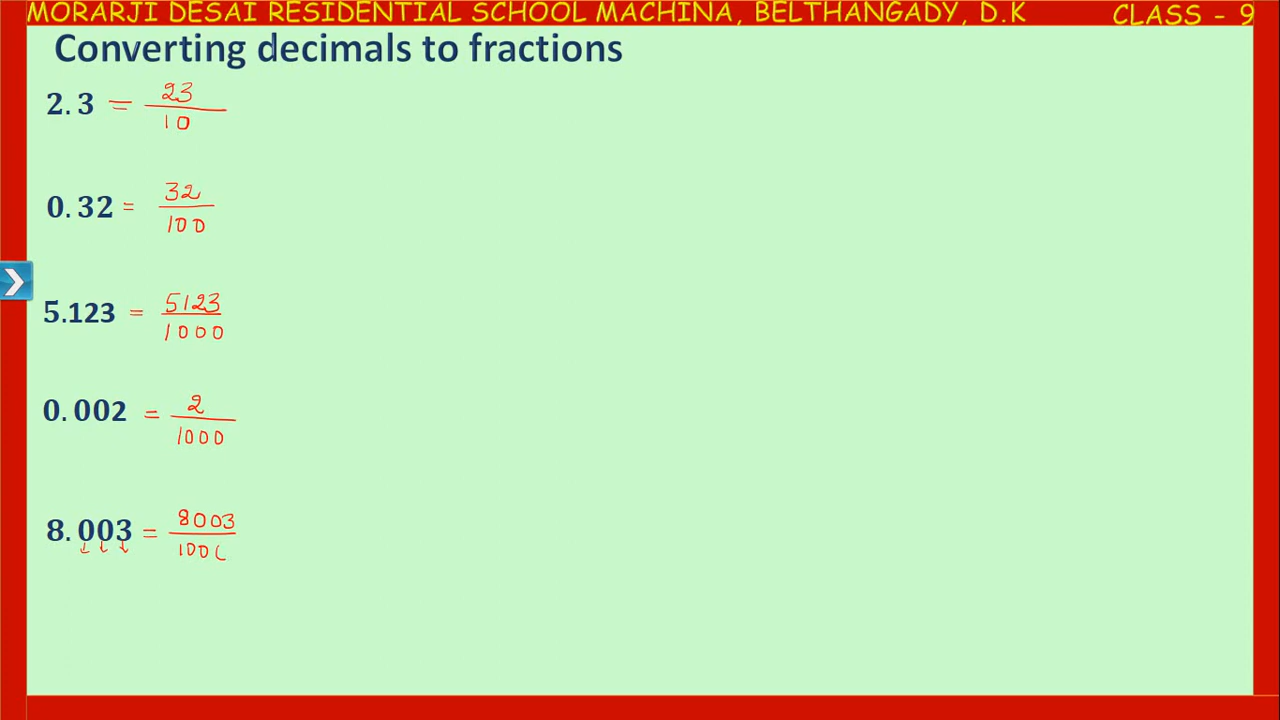 MORARJI DESAI RESIDENTIAL SCHOOL MACHINA, BELTHANGADY, D.K CLASS - 9
Converting decimals to fractions
2.3 = 23/10
0.32 = 32/100
5.123 = 5123/1000
0.002 = 2/1000
8.003 = 8003/100